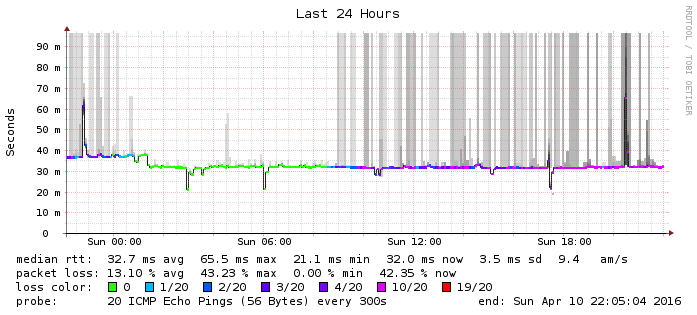 Last 24 Hours
RRDTOOL / TOBI OETIKER
Seconds
90 m
80 m
70 m
60 m
50 m
40 m
30 m
20 m
10 m
0
Sun 00:00 Sun 06:00 Sun 12:00 Sun 18:00
median rtt: 32.7 ms avg 65.5 ms max 21.1 ms min 32.0 ms now 3.5 ms sd 9.4 am/s
packet loss: 13.10 % avg 43.23 % max 0.00 % min 42.35 % now
loss color: 0 1/20 2/20 3/20 4/20 10/20 19/20
probe: 20 ICMP Echo Pings (56 Bytes) every 300s end: Sun Apr 10 22:05:04 2016